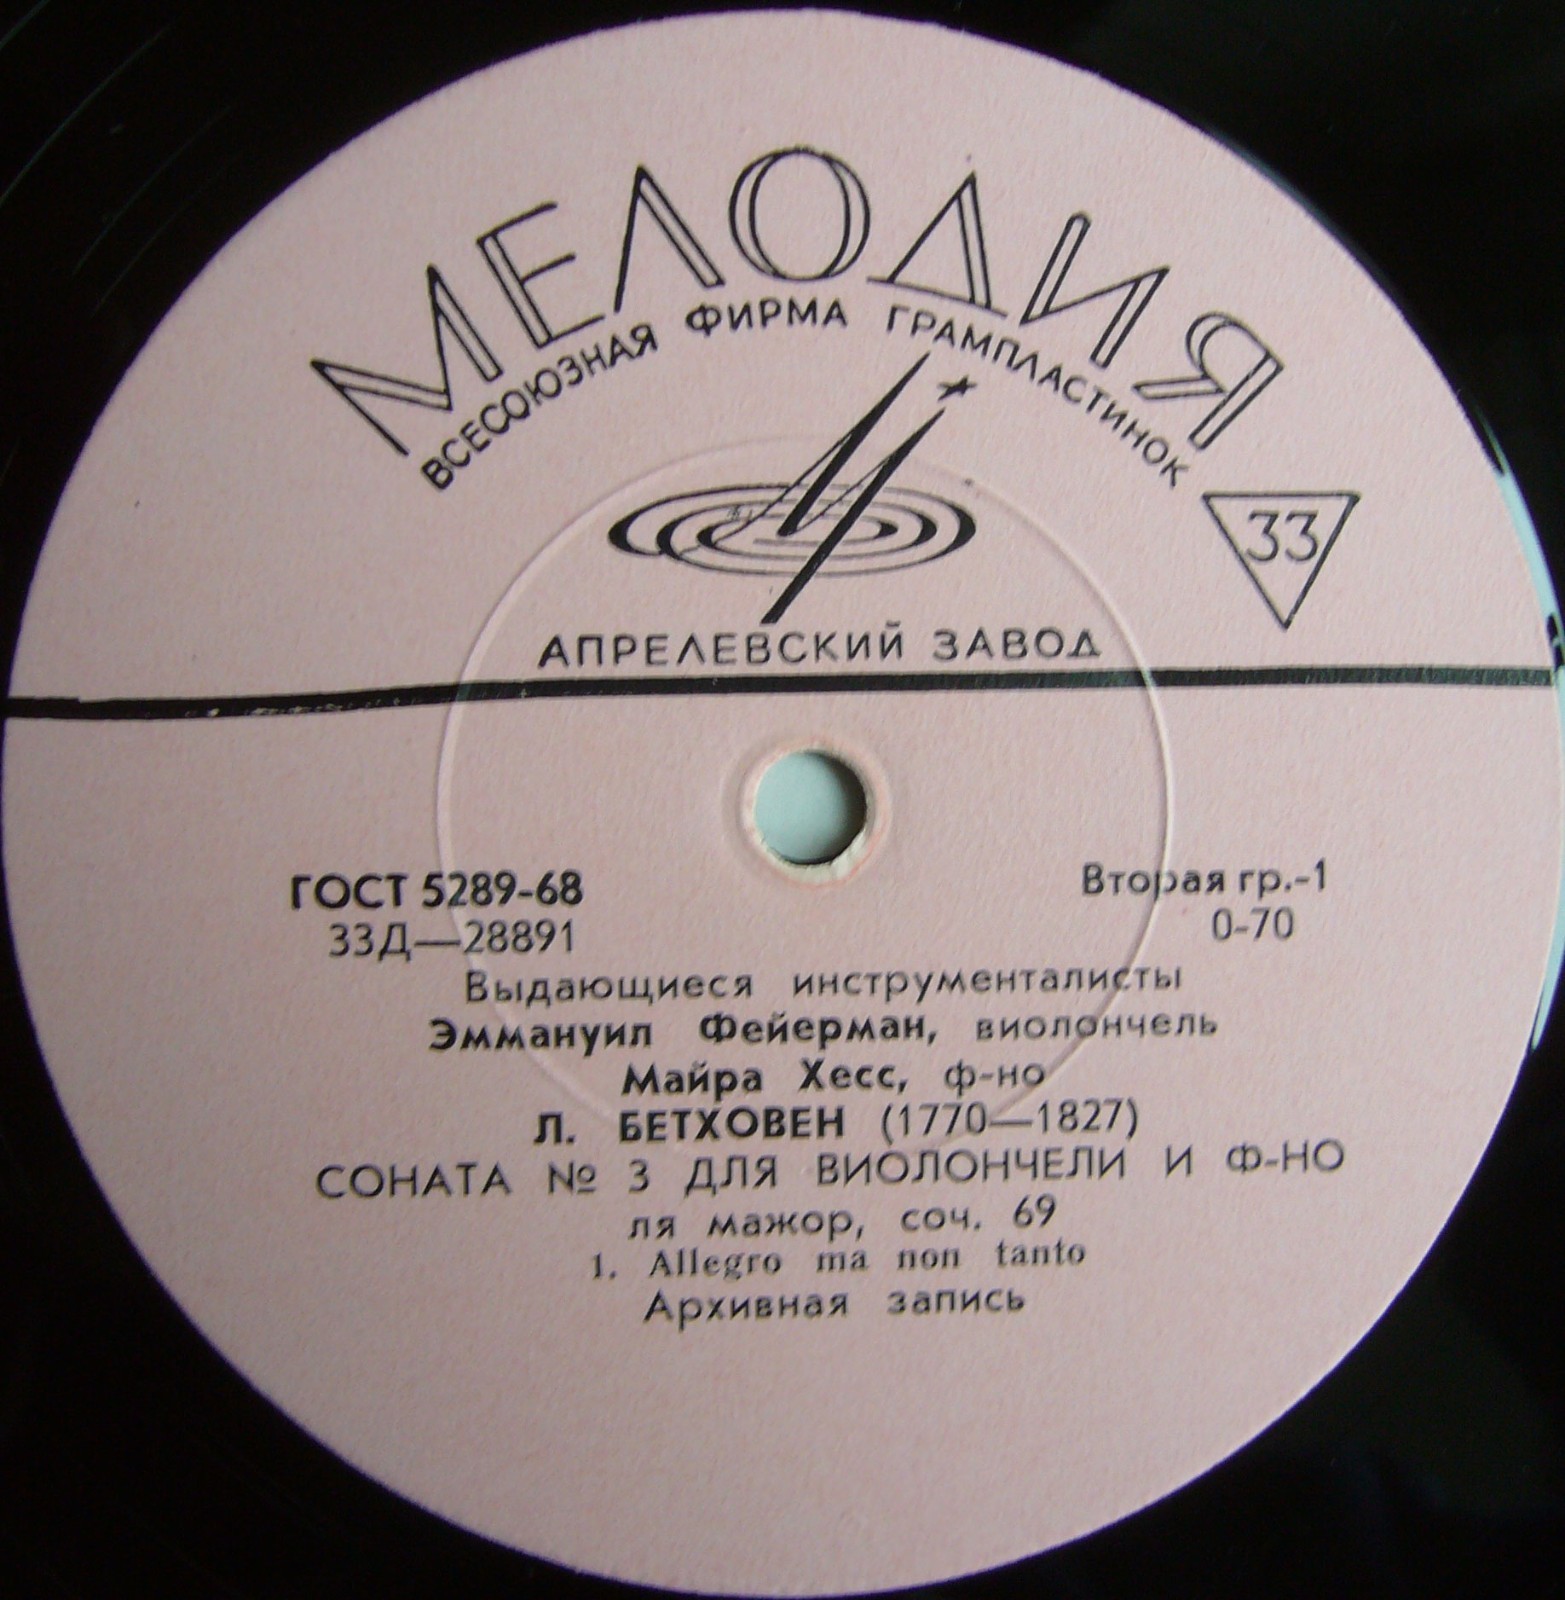 МЕЛОДИЯ
ВСЕСОЮЗНАЯ ФИРМА ГРАМПЛАСТИНОК
33
АПРЕЛЕВСКИЙ ЗАВОД
ГОСТ 5289-68
Вторая гр.-1
33Д—28891
0-70
Выдающиеся инструменталисты
Эммануил Фейерман, виолончель
Майра Хесс, ф-но
Л. БЕТХОВЕН (1770—1827)
СОНАТА № 3 ДЛЯ ВИОЛОНЧЕЛИ И Ф-НО
ля мажор, соч. 69
1. Allegro ma non tanto
Архивная запись